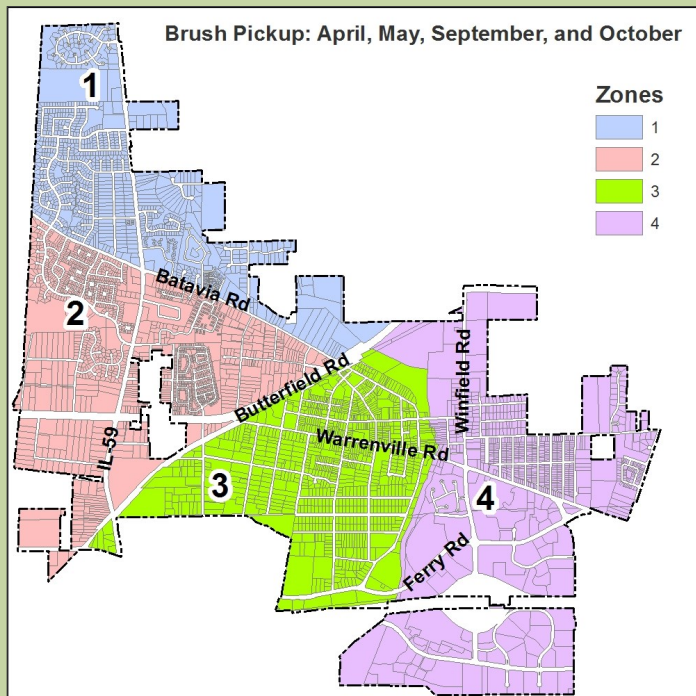 Brush Pickup: April, May, September, and October
Zones
1
2
3
4
1
2
3
4
Batavia Rd
Butterfield Rd
Winfield Rd
Warrenville Rd
IL 59
Ferry Rd